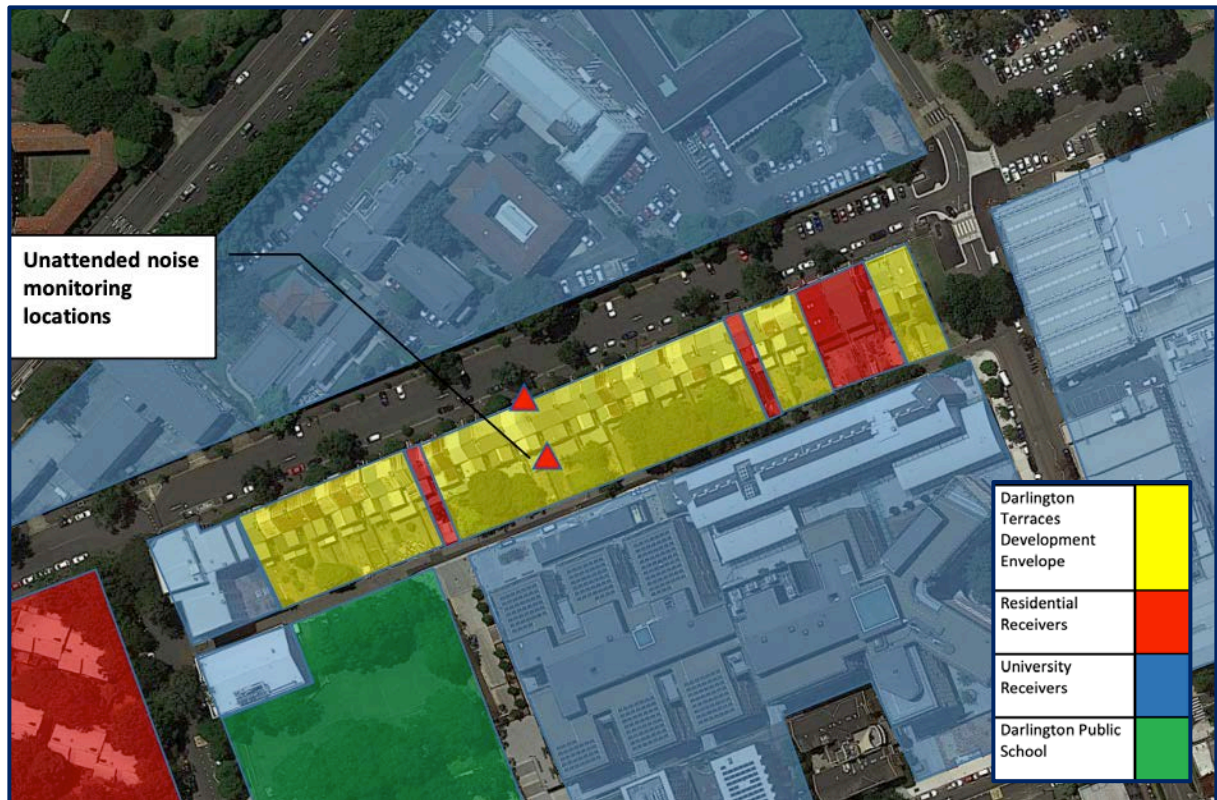 Unattended noise
monitoring
locations
Darlington
Terraces
Development
Envelope
Residential
Receivers
University
Receivers
Darlington Public
School